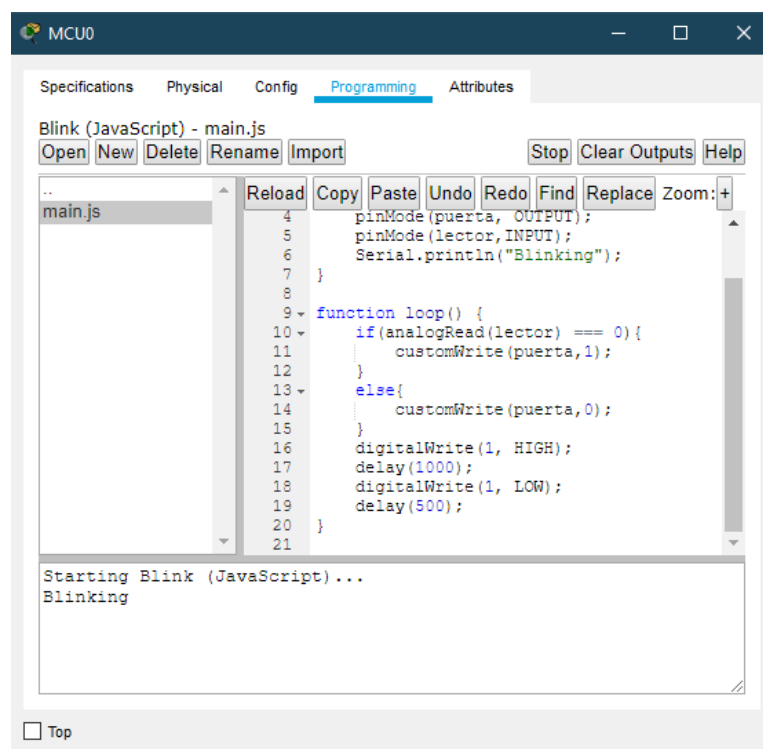 MCU0
Specifications Physical Config Programming Attributes
Blink (JavaScript) - main.js
Open New Delete Rename Import Stop Clear Outputs Help
..
main.js
Reload Copy Paste Undo Redo Find Replace Zoom: +
4 pinMode(puerta, OUTPUT);
5 pinMode(lector,INPUT);
6 Serial.println("Blinking");
7 }
8
9 function loop() {
10 if(analogRead(lector) === 0){
11 customWrite(puerta,1);
12 }
13 else{
14 customWrite(puerta,0);
15 }
16 digitalWrite(1, HIGH);
17 delay(1000);
18 digitalWrite(1, LOW);
19 delay(500);
20 }
21
Starting Blink (JavaScript)...
Blinking
Top